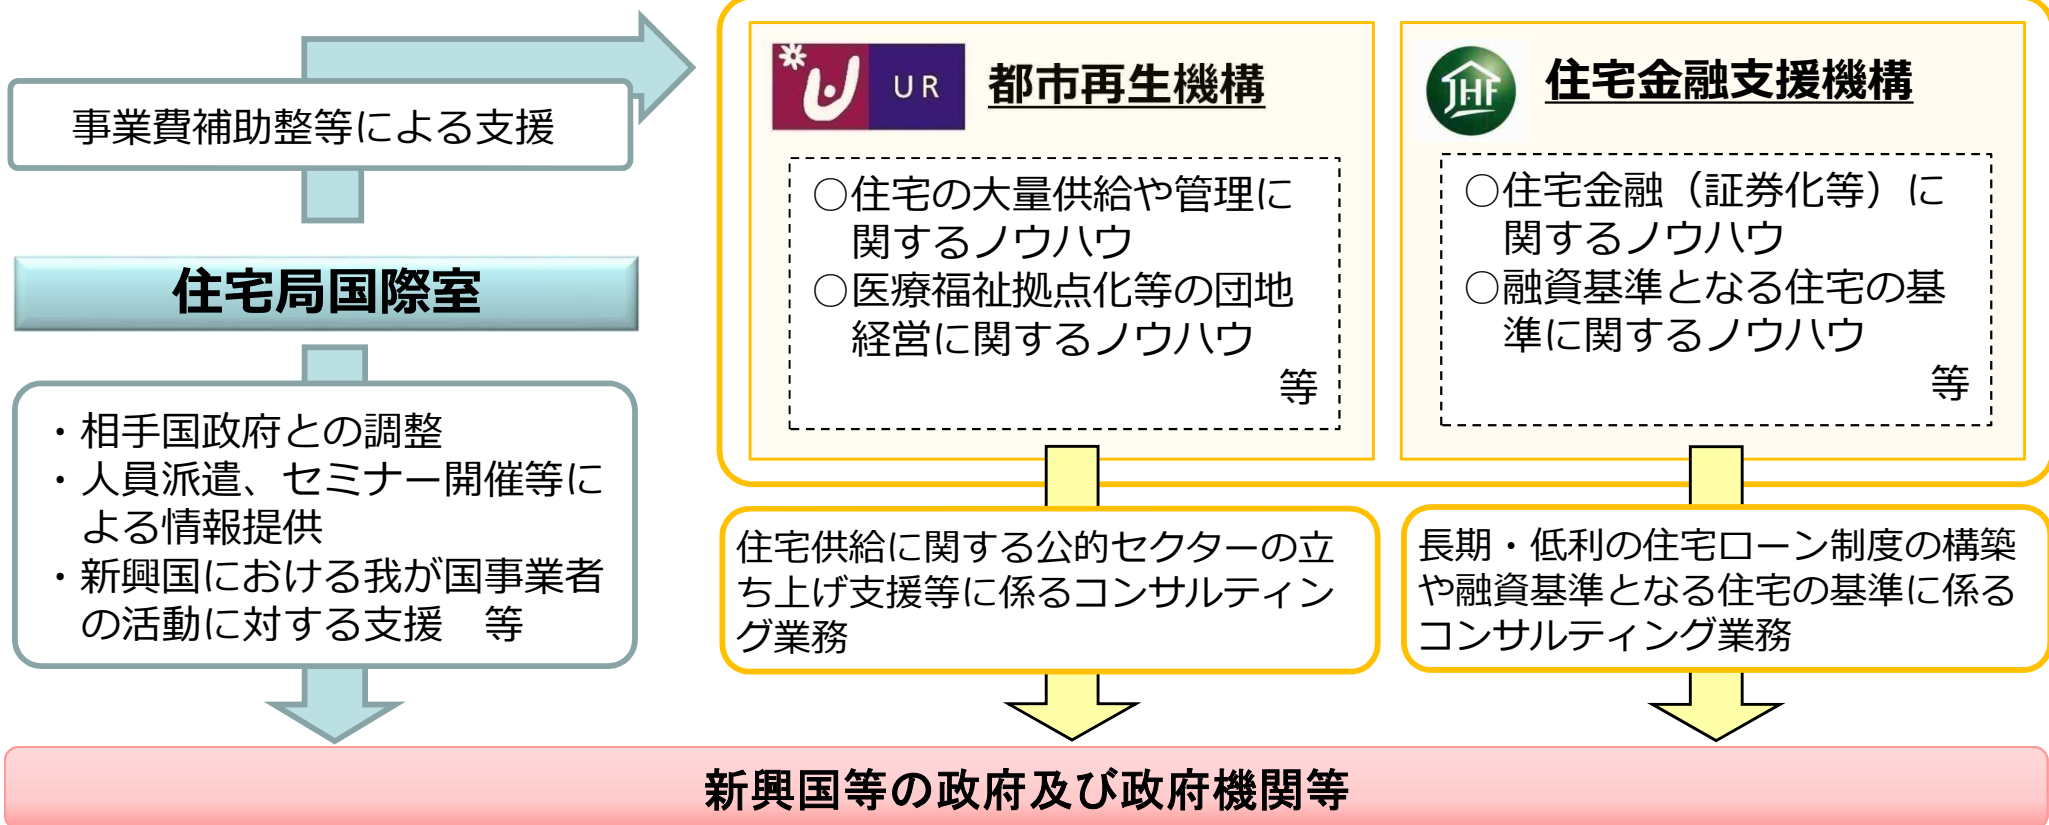 事業費補助整等による支援
住宅局国際室
・相手国政府との調整
・人員派遣、セミナー開催等に
よる情報提供
・新興国における我が国事業者
の活動に対する支援　等
UR
都市再生機構
○住宅の大量供給や管理に
関するノウハウ
○医療福祉拠点化等の団地
経営に関するノウハウ
等
住宅供給に関する公的セクターの立
ち上げ支援等に係るコンサルティン
グ業務
JHF
住宅金融支援機構
○住宅金融（証券化等）に
関するノウハウ
○融資基準となる住宅の基
準に関するノウハウ
等
長期・低利の住宅ローン制度の構築
や融資基準となる住宅の基準に係る
コンサルティング業務
新興国等の政府及び政府機関等